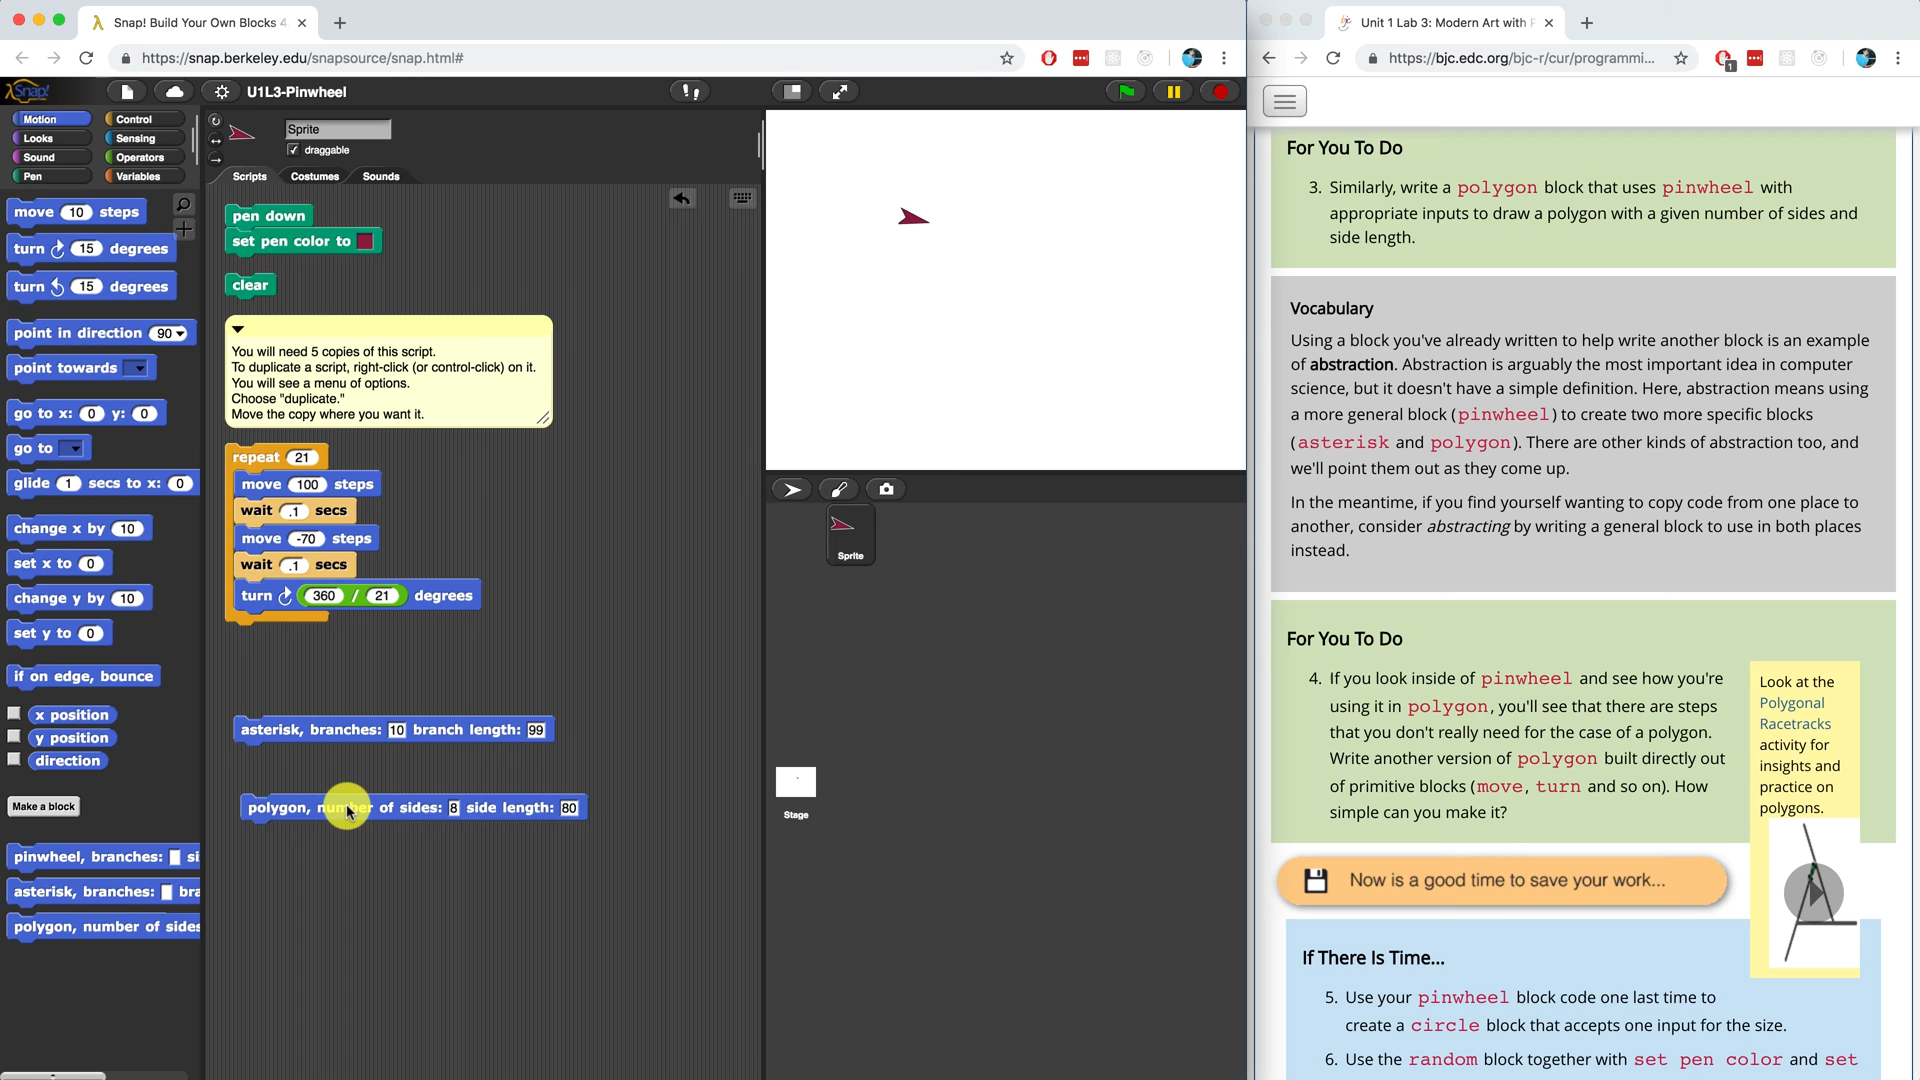 Snap! Build Your Own Blocks 4
https://snap.berkeley.edu/snapsource/snap.html#
Snap!
U1L3-Pinwheel
Motion
Control
Looks
Sensing
Sound
Operators
Pen
Variables
Sprite
draggable
Scripts
Costumes
Sounds
move 10 steps
turn 15 degrees
turn 15 degrees
point in direction 90
point towards
go to x: 0 y: 0
go to
glide 1 secs to x: 0
change x by 10
set x to 0
change y by 10
set y to 0
if on edge, bounce
x position
y position
direction
Make a block
pinwheel, branches: si
asterisk, branches: bra
polygon, number of sides
pen down
set pen color to
clear
You will need 5 copies of this script.
To duplicate a script, right-click (or control-click) on it.
You will see a menu of options.
Choose "duplicate."
Move the copy where you want it.
repeat 21
move 100 steps
wait .1 secs
move -70 steps
wait .1 secs
turn 360 / 21 degrees
asterisk, branches: 10 branch length: 99
polygon, number of sides: 8 side length: 80
Sprite
Stage
Unit 1 Lab 3: Modern Art with P
https://bjc.edc.org/bjc-r/cur/programmi...
1
For You To Do
3. Similarly, write a polygon block that uses pinwheel with
appropriate inputs to draw a polygon with a given number of sides and
side length.
Vocabulary
Using a block you've already written to help write another block is an example
of abstraction. Abstraction is arguably the most important idea in computer
science, but it doesn't have a simple definition. Here, abstraction means using
a more general block (pinwheel) to create two more specific blocks
(asterisk and polygon). There are other kinds of abstraction too, and
we'll point them out as they come up.
In the meantime, if you find yourself wanting to copy code from one place to
another, consider abstracting by writing a general block to use in both places
instead.
For You To Do
4. If you look inside of pinwheel and see how you're
using it in polygon, you'll see that there are steps
that you don't really need for the case of a polygon.
Write another version of polygon built directly out
of primitive blocks (move, turn and so on). How
simple can you make it?
Look at the
Polygonal
Racetracks
activity for
insights and
practice on
polygons.
Now is a good time to save your work...
If There Is Time...
5. Use your pinwheel block code one last time to
create a circle block that accepts one input for the size.
6. Use the random block together with set pen color and set